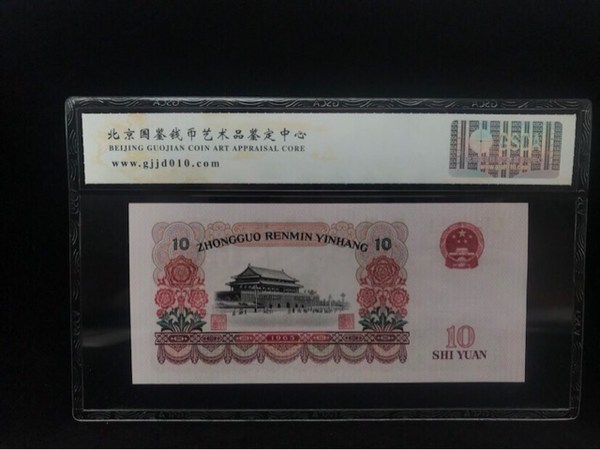 北京国鉴钱币艺术品鉴定中心
BEIJING GUOJIAN COIN ART APPRAISAL CORE
www.gjjd010.com
10 ZHONGGUO RENMIN YINHANG 10
1965
10
SHI YUAN